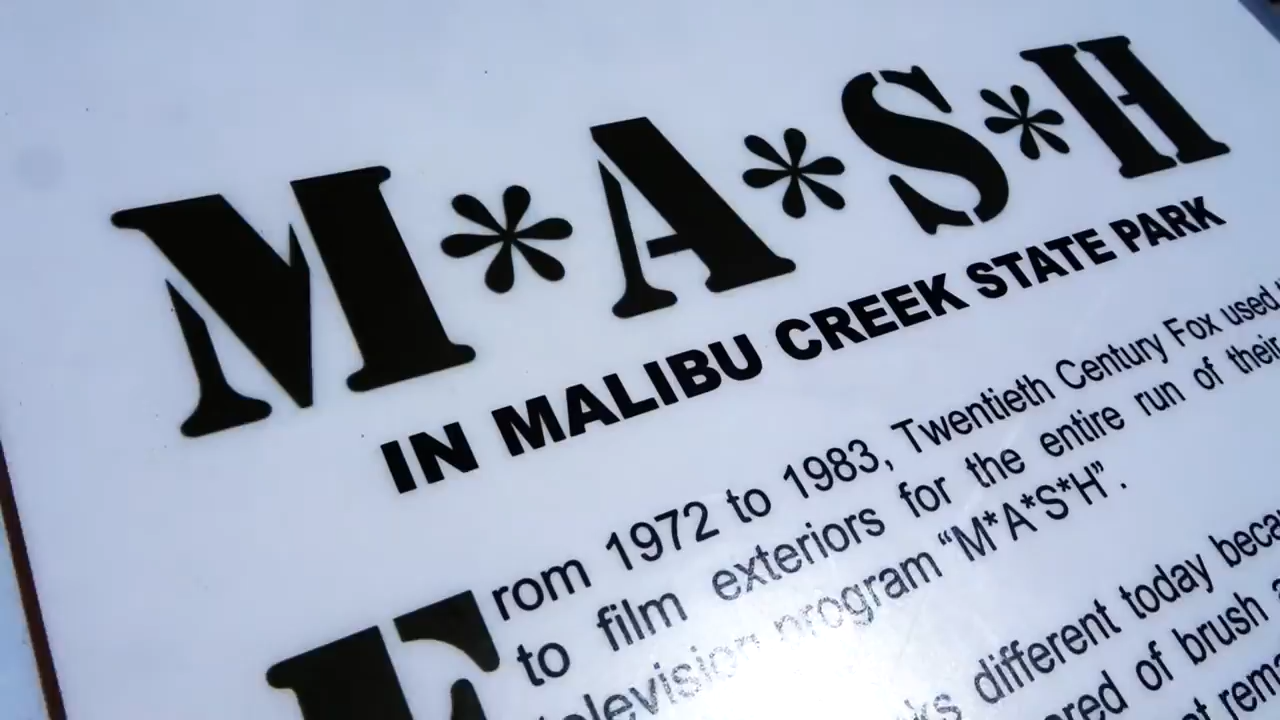 M*A*S*H
IN MALIBU CREEK STATE PARK
From 1972 to 1983, Twentieth Century Fox used
to film exteriors for the entire run of their
television program “M*A*S*H”.
different today
of brush